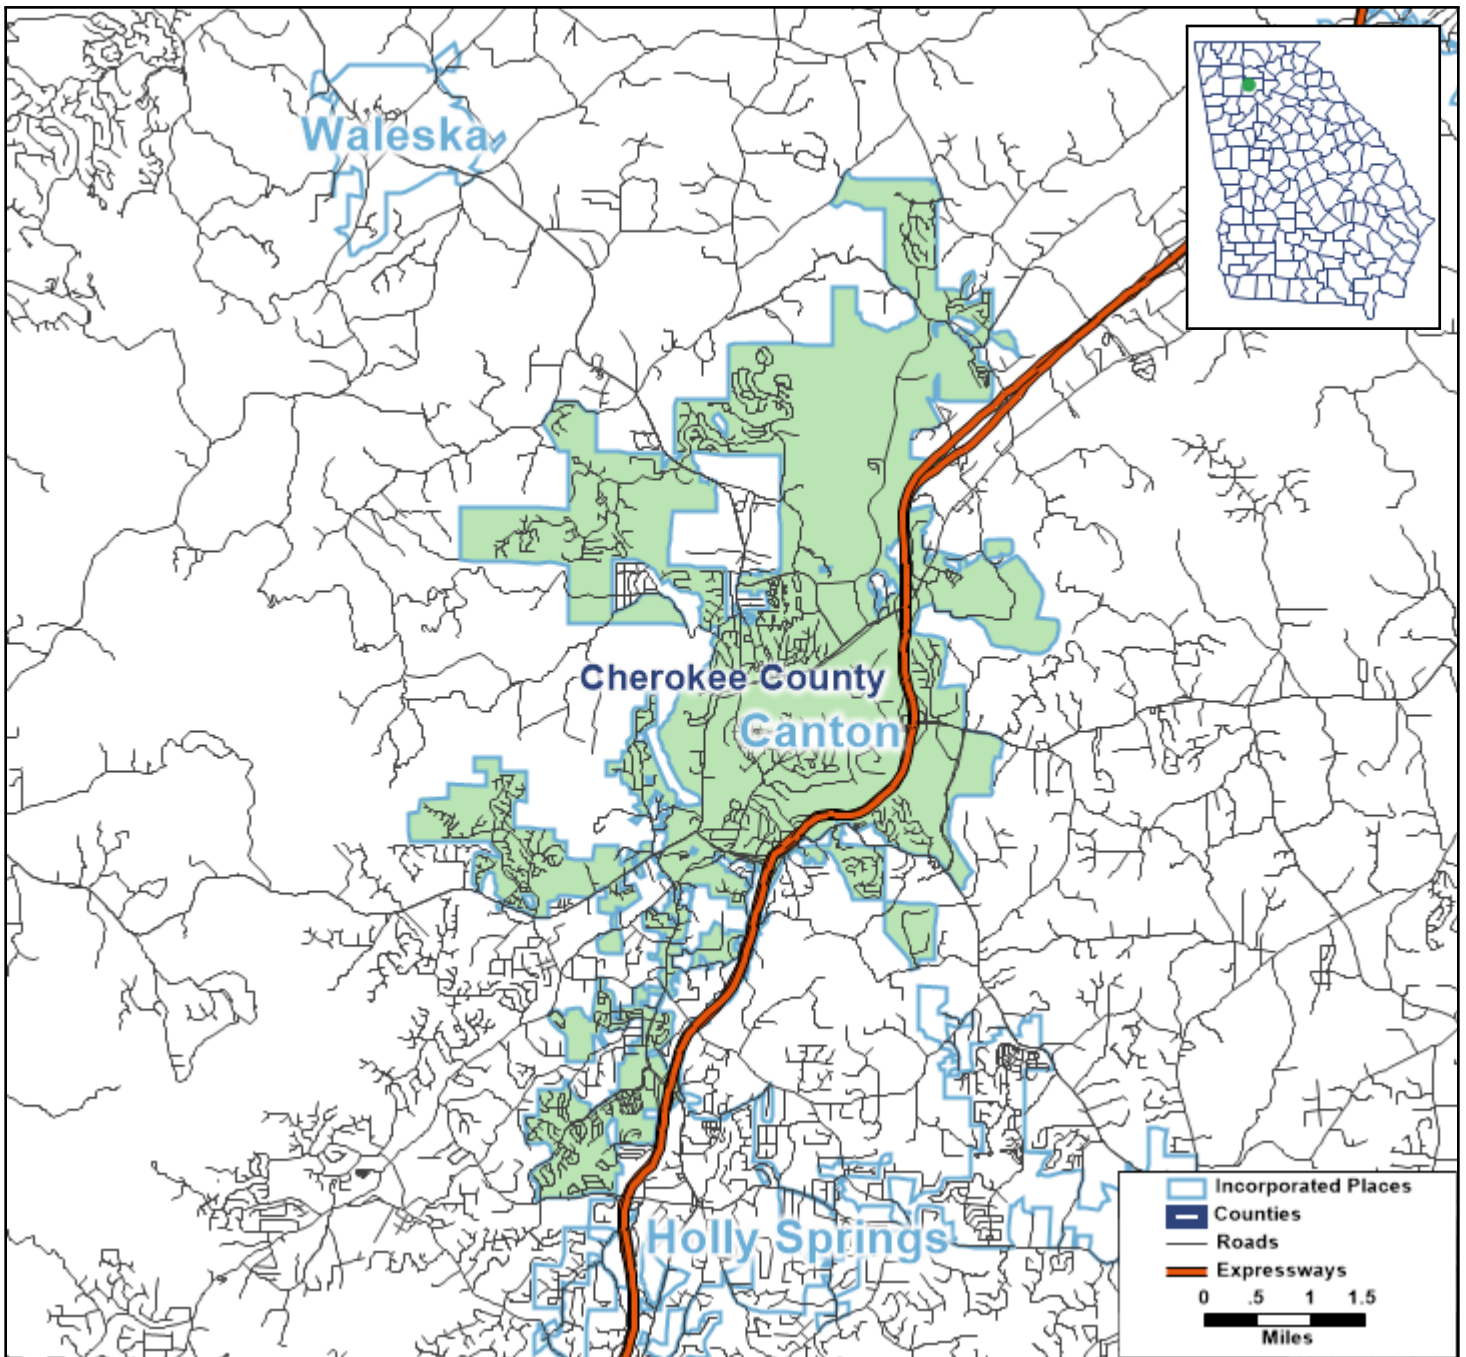 Waleska
Cherokee County
Canton
Holly Springs
Incorporated Places
Counties
Roads
Expressways
0 .5 1 1.5
Miles